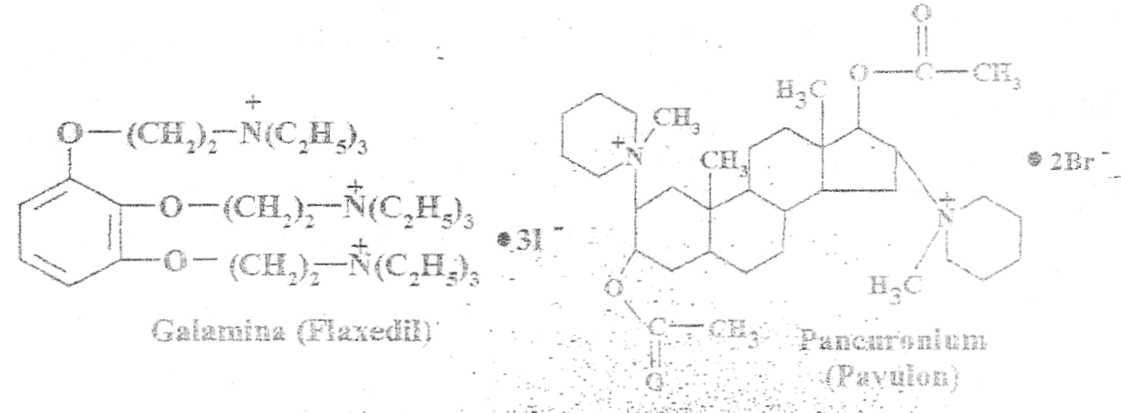 O—(CH₂)₂—N⁺(C₂H₅)₃
O—(CH₂)₂—N⁺(C₂H₅)₃
O—(CH₂)₂—N⁺(C₂H₅)₃
•3I⁻
Galamina (Flaxedil)
O
O—C—CH₃
H₃C
CH₃
N⁺
CH₃
•2Br⁻
N⁺
H₃C
O
C—CH₃
O
Pancuronium
(Pavulon)